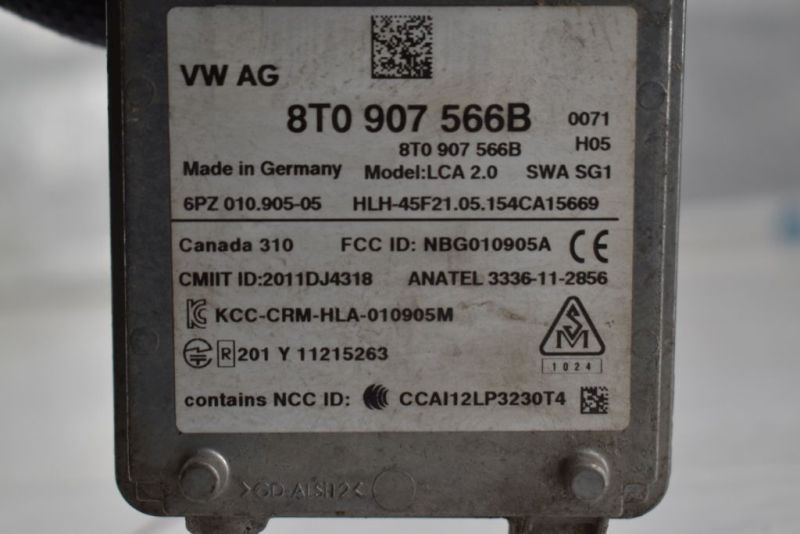 VW AG
8T0 907 566B 0071
8T0 907 566B H05
Made in Germany Model:LCA 2.0 SWA SG1
6PZ 010.905-05 HLH-45F21.05.154CA15669
Canada 310 FCC ID: NBG010905A CE
CMIIT ID:2011DJ4318 ANATEL 3336-11-2856
KCC-CRM-HLA-010905M
R 201 Y 11215263
S M
1024
contains NCC ID: CCAI12LP3230T4
>GD-ALSI12<